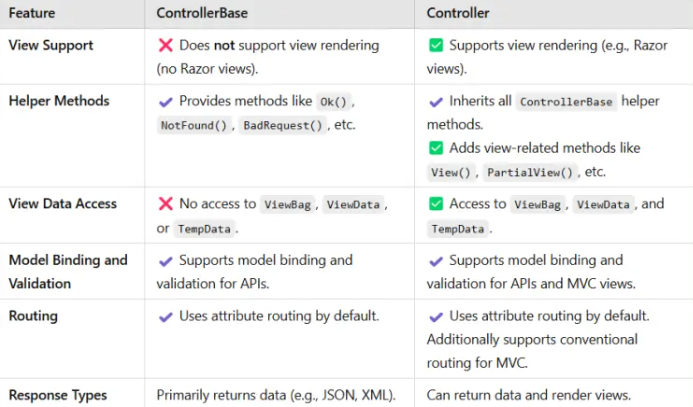 Feature ControllerBase Controller
View Support ❌ Does not support view rendering ✅ Supports view rendering (e.g., Razor
(no Razor views). views).
Helper Methods ✔ Provides methods like Ok() , ✔ Inherits all ControllerBase helper
NotFound() , BadRequest() , etc. methods.
✅ Adds view-related methods like
View() , PartialView() , etc.
View Data Access ❌ No access to ViewBag , ViewData , ✅ Access to ViewBag , ViewData , and
or TempData . TempData .
Model Binding and ✔ Supports model binding and ✔ Supports model binding and
Validation validation for APIs. validation for APIs and MVC views.
Routing ✔ Uses attribute routing by default. ✔ Uses attribute routing by default.
Additionally supports conventional
routing for MVC.
Response Types Primarily returns data (e.g., JSON, XML). Can return data and render views.